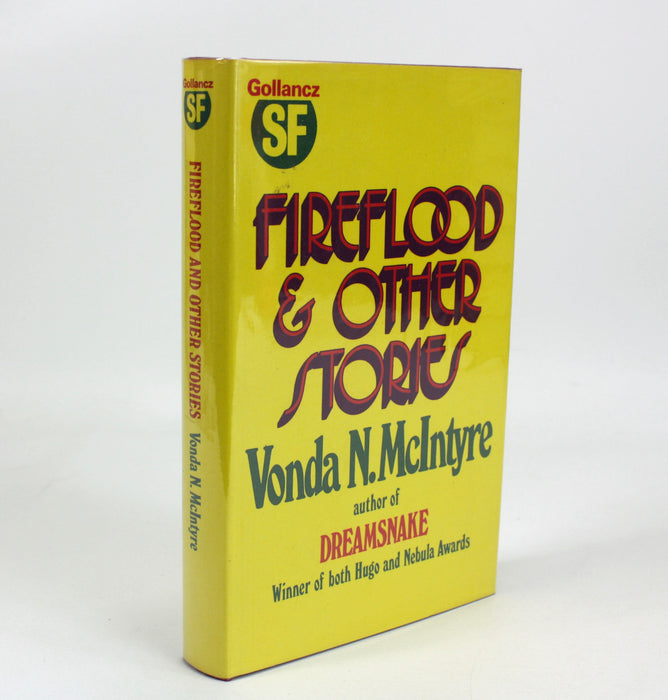 Gollancz
SF
FIREFLOOD AND OTHER STORIES Vonda N. McIntyre
Gollancz
SF
FIREFLOOD
& OTHER
STORIES
Vonda N. McIntyre
author of
DREAMSNAKE
Winner of both Hugo and Nebula Awards